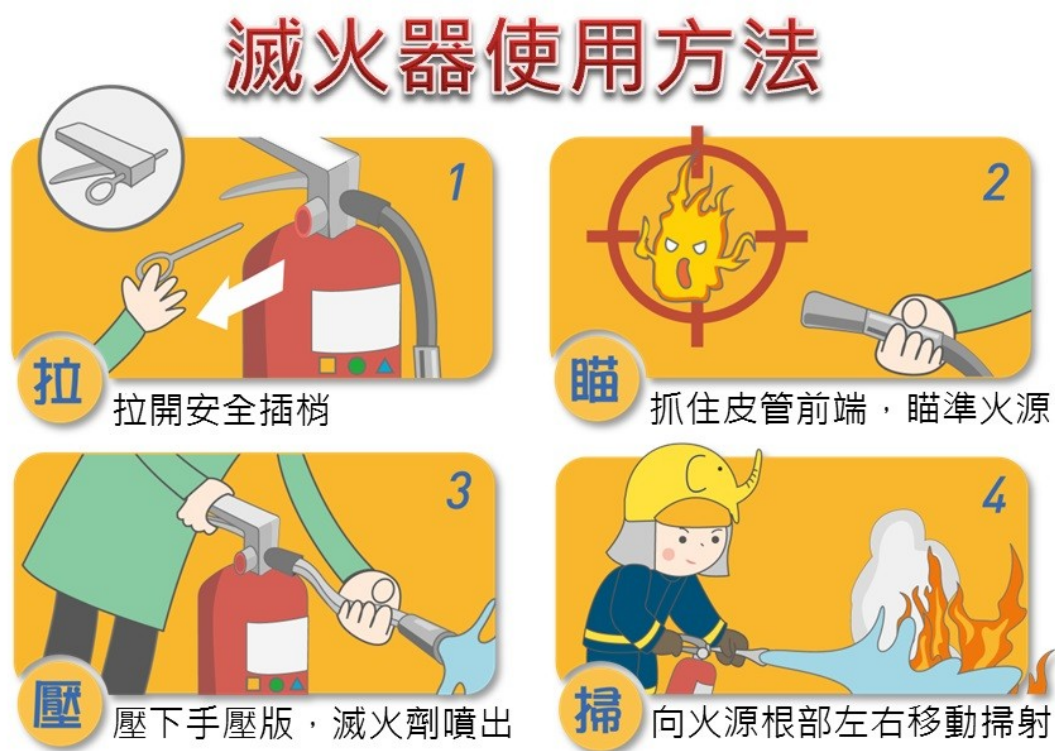 滅火器使用方法
1
拉
拉開安全插梢
2
瞄
抓住皮管前端，瞄準火源
3
壓
壓下手壓版，滅火劑噴出
4
掃
向火源根部左右移動掃射